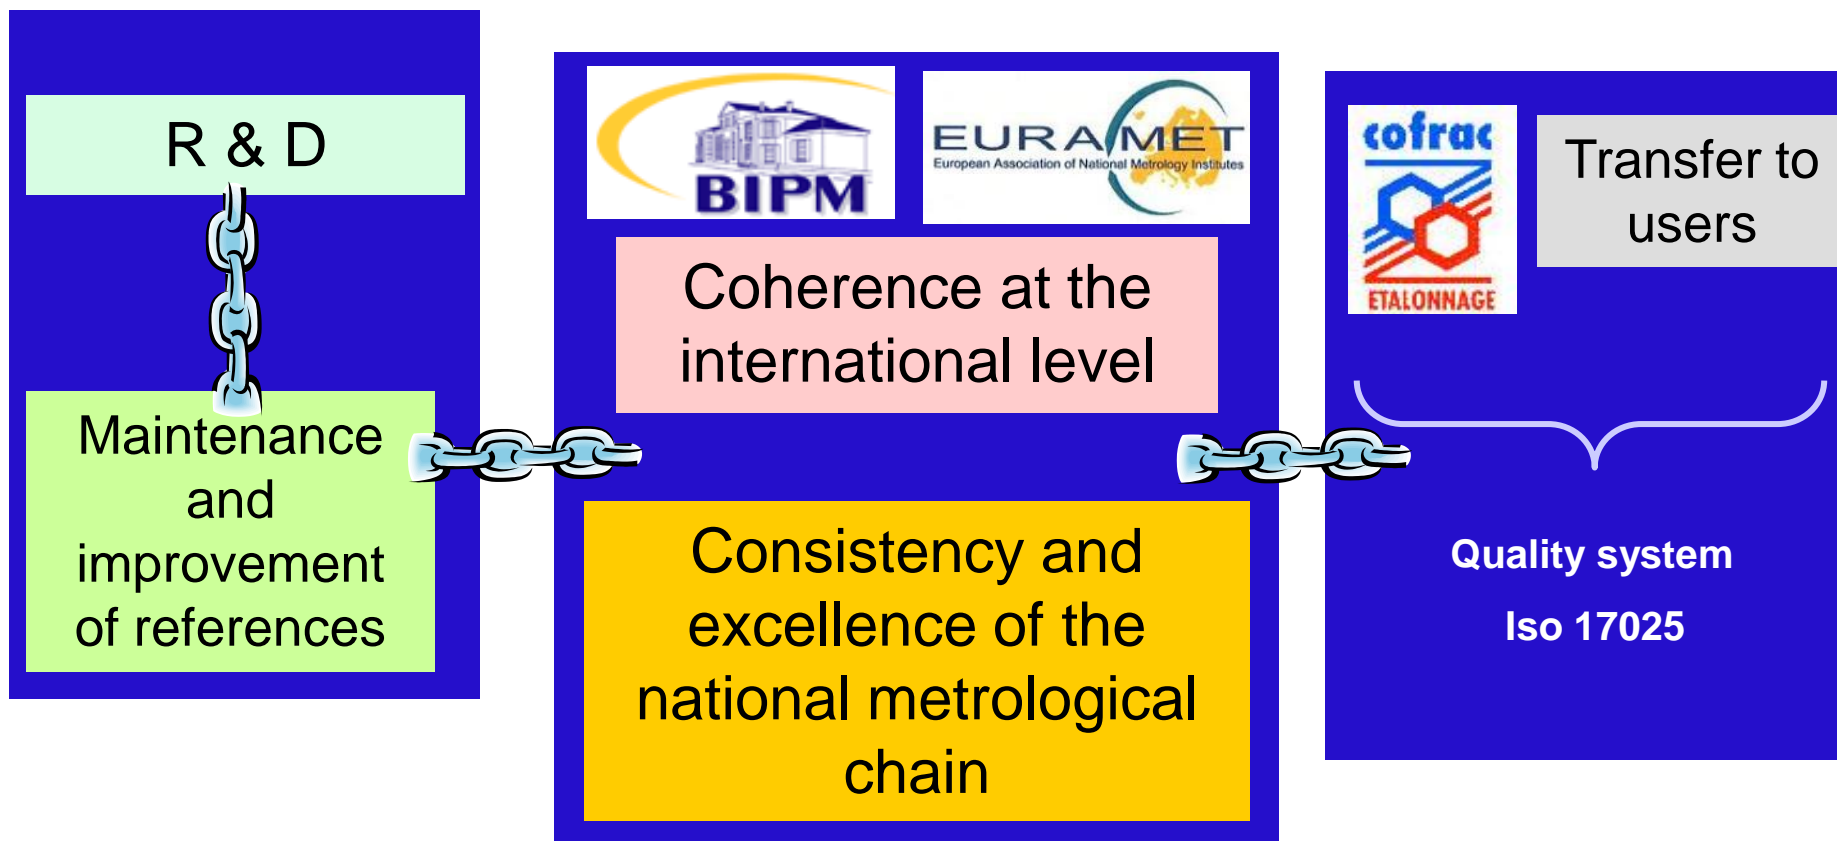 R & D
Maintenance
and
improvement
of references
BIPM
EURAMET
European Association of National Metrology Institutes
Coherence at the
international level
Consistency and
excellence of the
national metrological
chain
cofrac
ETALONNAGE
Transfer to
users
Quality system
Iso 17025